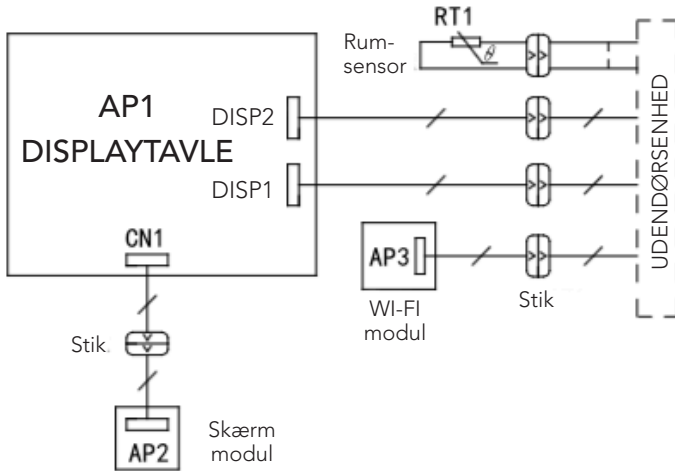 RT1
Rum-
sensor
θ
AP1
DISPLAYTAVLE
DISP2
DISP1
CN1
UDENDØRSENHED
AP3
WI-FI
modul
Stik
Stik
AP2
Skærm
modul